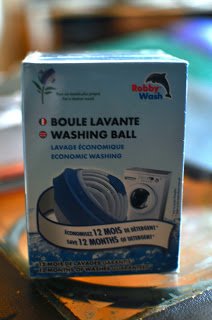 Robby
Wash
BOULE LAVANTE
WASHING BALL
LAVAGE ÉCONOMIQUE
ECONOMIC WASHING
ÉCONOMISEZ 12 MOIS DE DÉTERGENT*
SAVE 12 MONTHS OF DETERGENT*